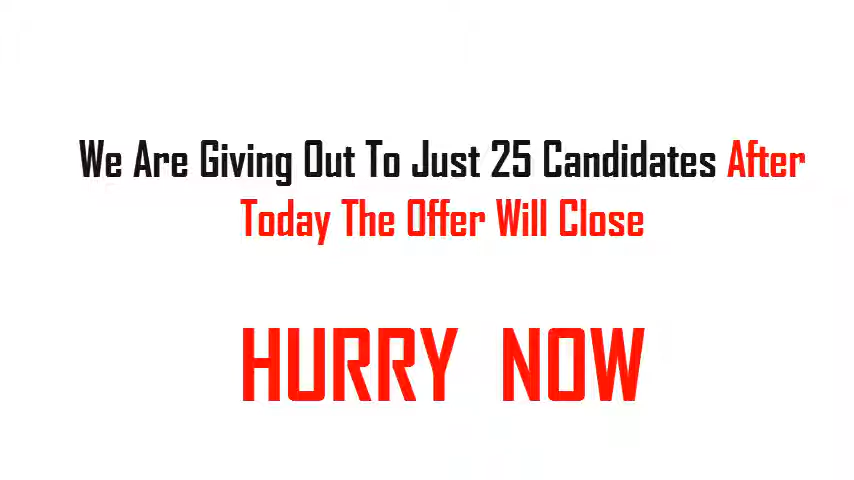 We Are Giving Out To Just 25 Candidates After
Today The Offer Will Close
HURRY NOW